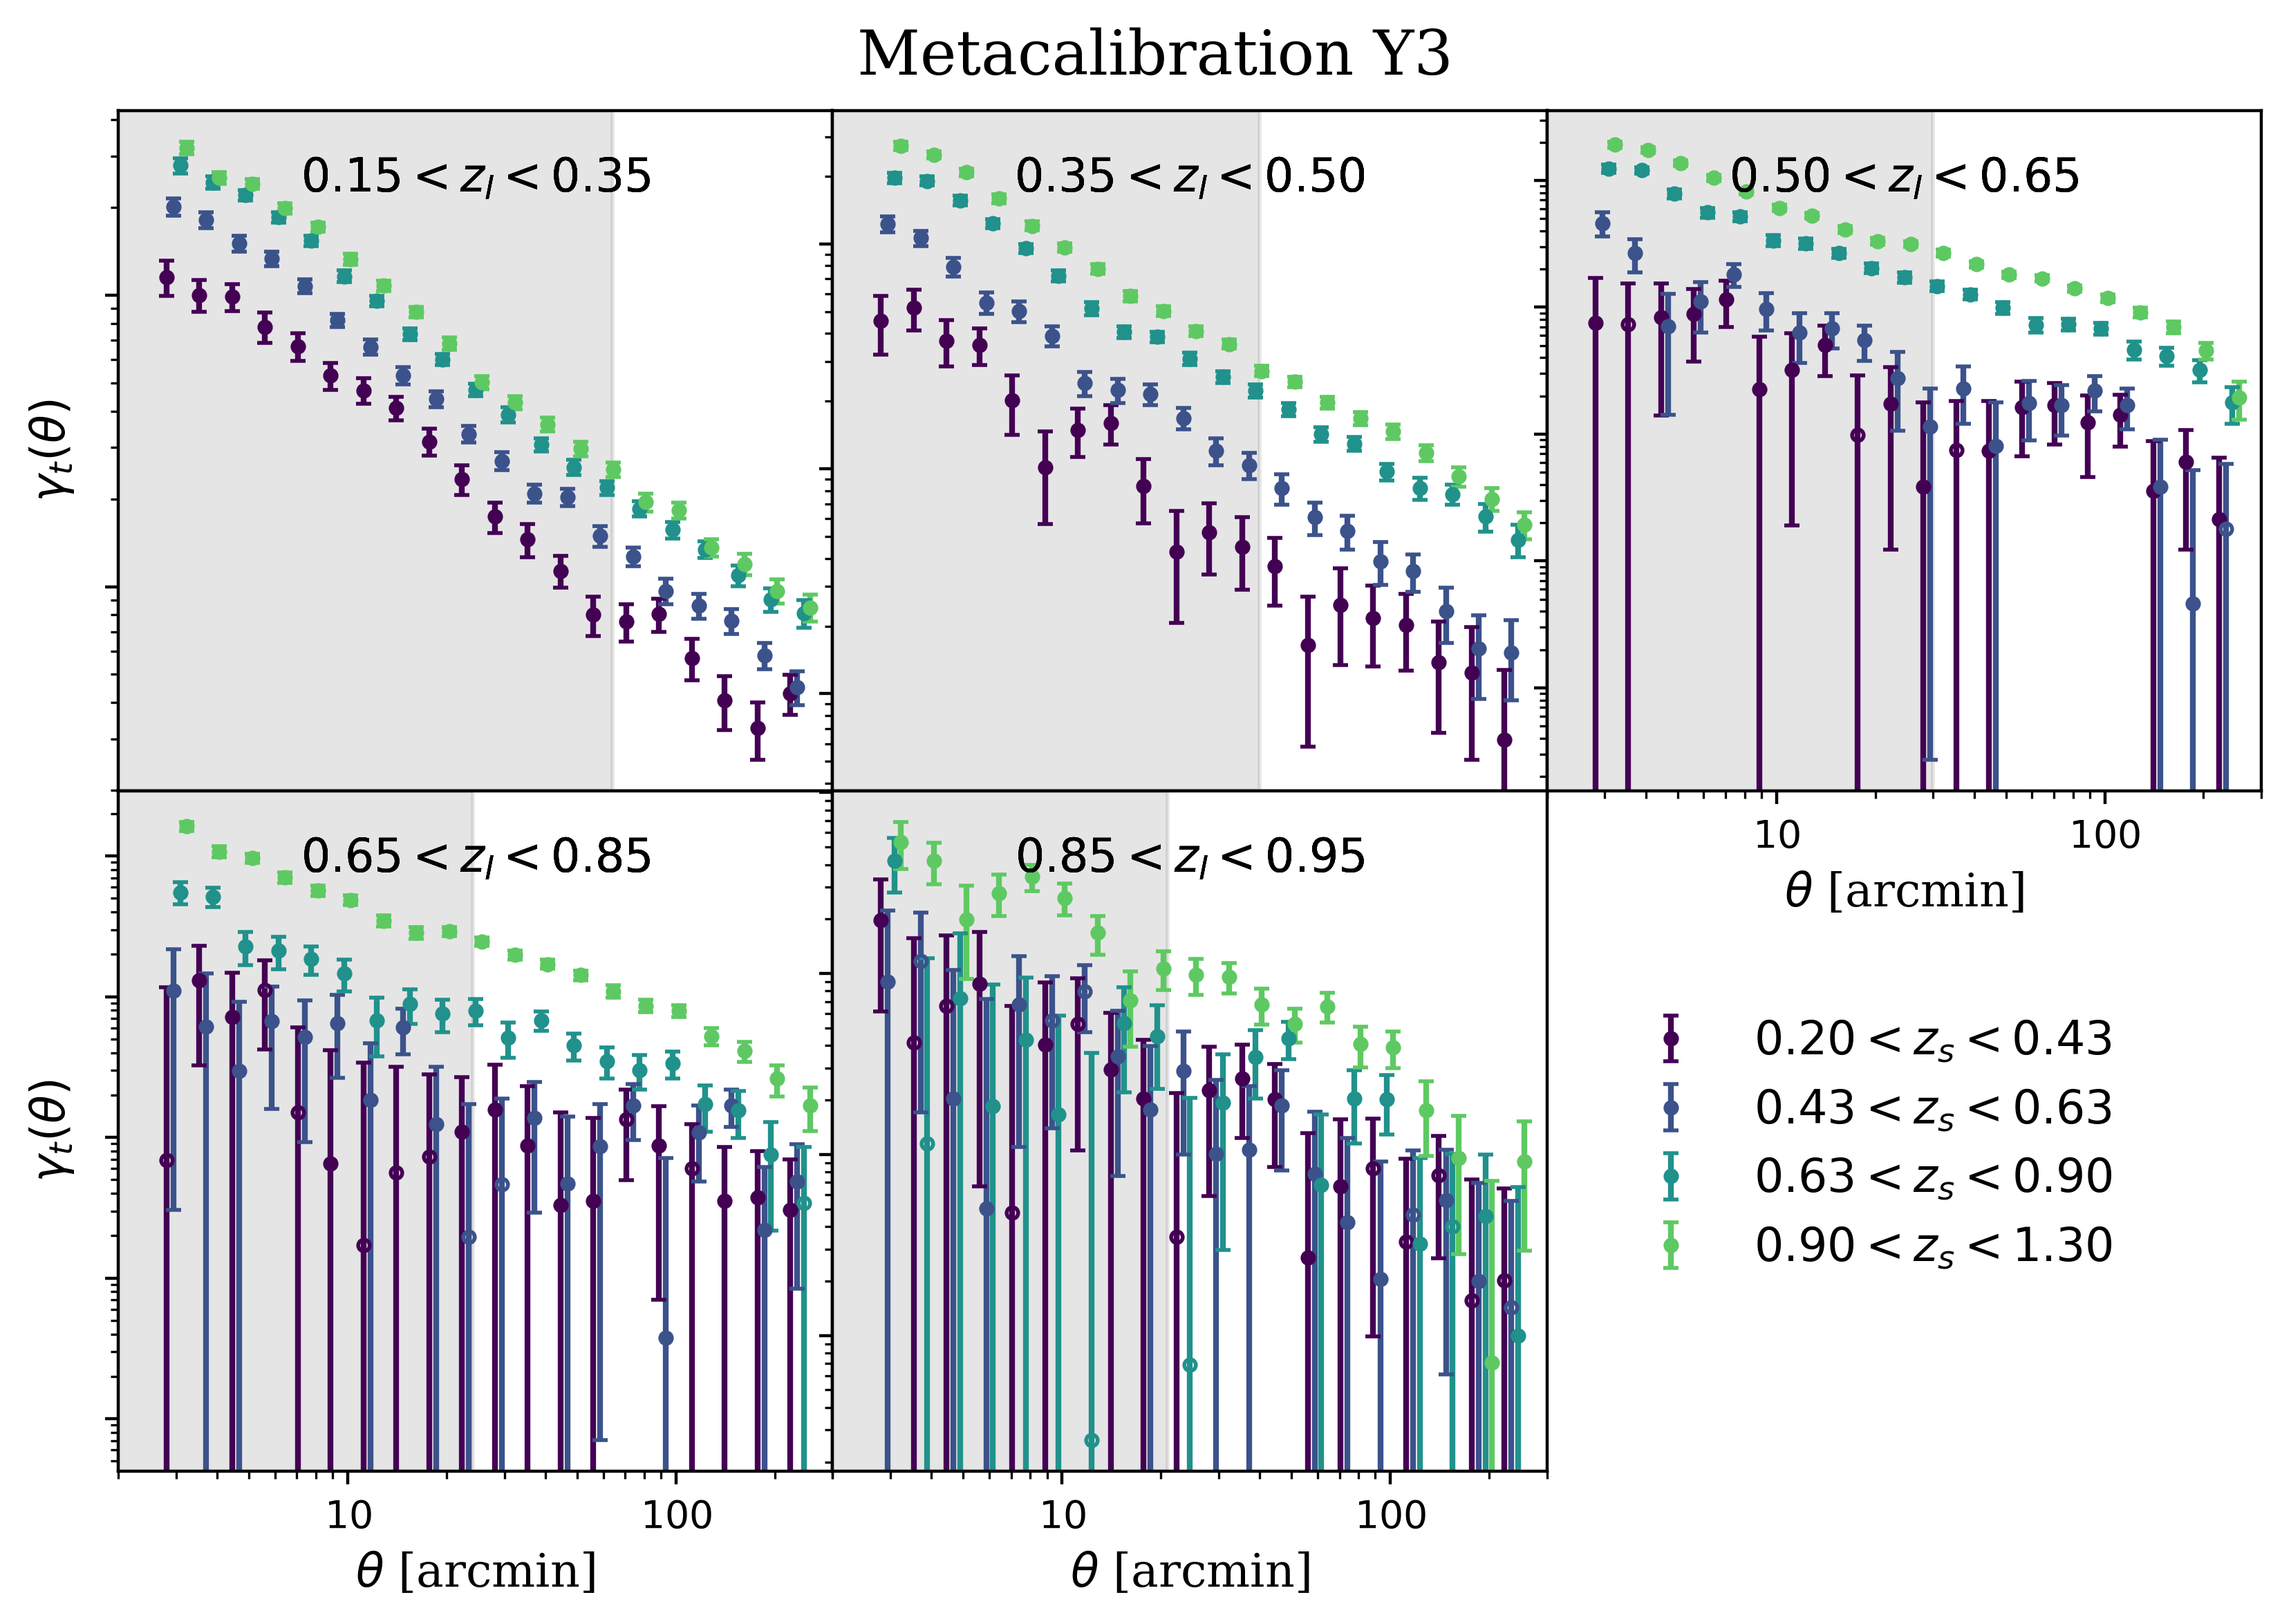 Metacalibration Y3
0.15 < z_l < 0.35
0.35 < z_l < 0.50
0.50 < z_l < 0.65
γ_t(θ)
10 100
θ [arcmin]
0.65 < z_l < 0.85
0.85 < z_l < 0.95
γ_t(θ)
0.20 < z_s < 0.43
0.43 < z_s < 0.63
0.63 < z_s < 0.90
0.90 < z_s < 1.30
10 100
10 100
θ [arcmin]
θ [arcmin]